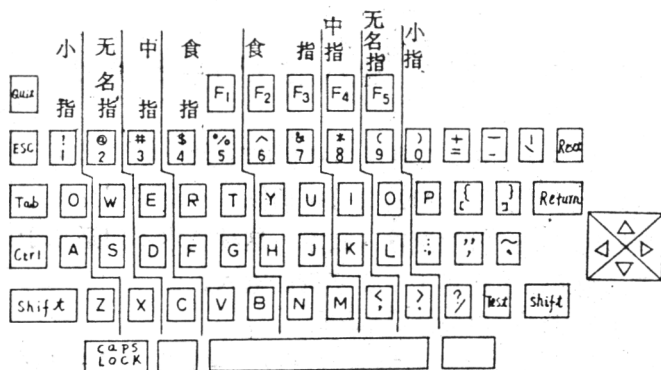 小指 无名指 中指 食指 食指 中指 无名指 小指
Quit F1 F2 F3 F4 F5
ESC ! 1 @ 2 # 3 $ 4 % 5 ^ 6 & 7 * 8 ( 9 ) 0 + = — - | \
Tab O W E R T Y U I O P { [ } ] Return
Ctrl A S D F G H J K L : ; " ' ~
Shift Z X C V B N M < , > . ? / Test Shift
CAPS LOCK